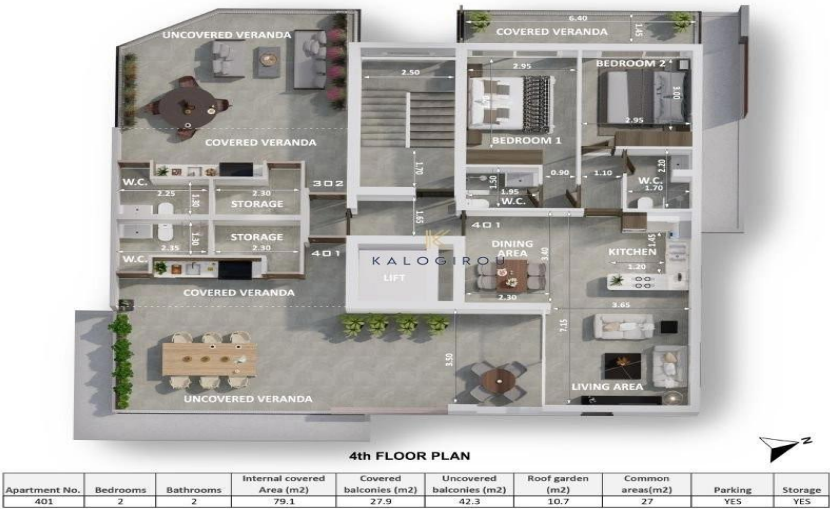 UNCOVERED VERANDA
6.40
COVERED VERANDA
1.45
2.50
2.95
BEDROOM 2
3.00
2.95
COVERED VERANDA
BEDROOM 1
1.70
W.C.
2.25
1.30
2.30
STORAGE
302
1.50
1.95
W.C.
0.90
1.10
2.20
W.C.
1.70
1.65
401
STORAGE
2.35
1.30
2.30
W.C.
401
KALOGIROU
LIFT
DINING
AREA
3.40
2.30
KITCHEN
1.45
1.20
COVERED VERANDA
3.65
7.15
3.50
LIVING AREA
UNCOVERED VERANDA
4th FLOOR PLAN
N
Apartment No. Bedrooms Bathrooms Internal covered Area (m2) Covered balconies (m2) Uncovered balconies (m2) Roof garden (m2) Common areas(m2) Parking Storage
401 2 2 79.1 27.9 42.3 10.7 27 YES YES